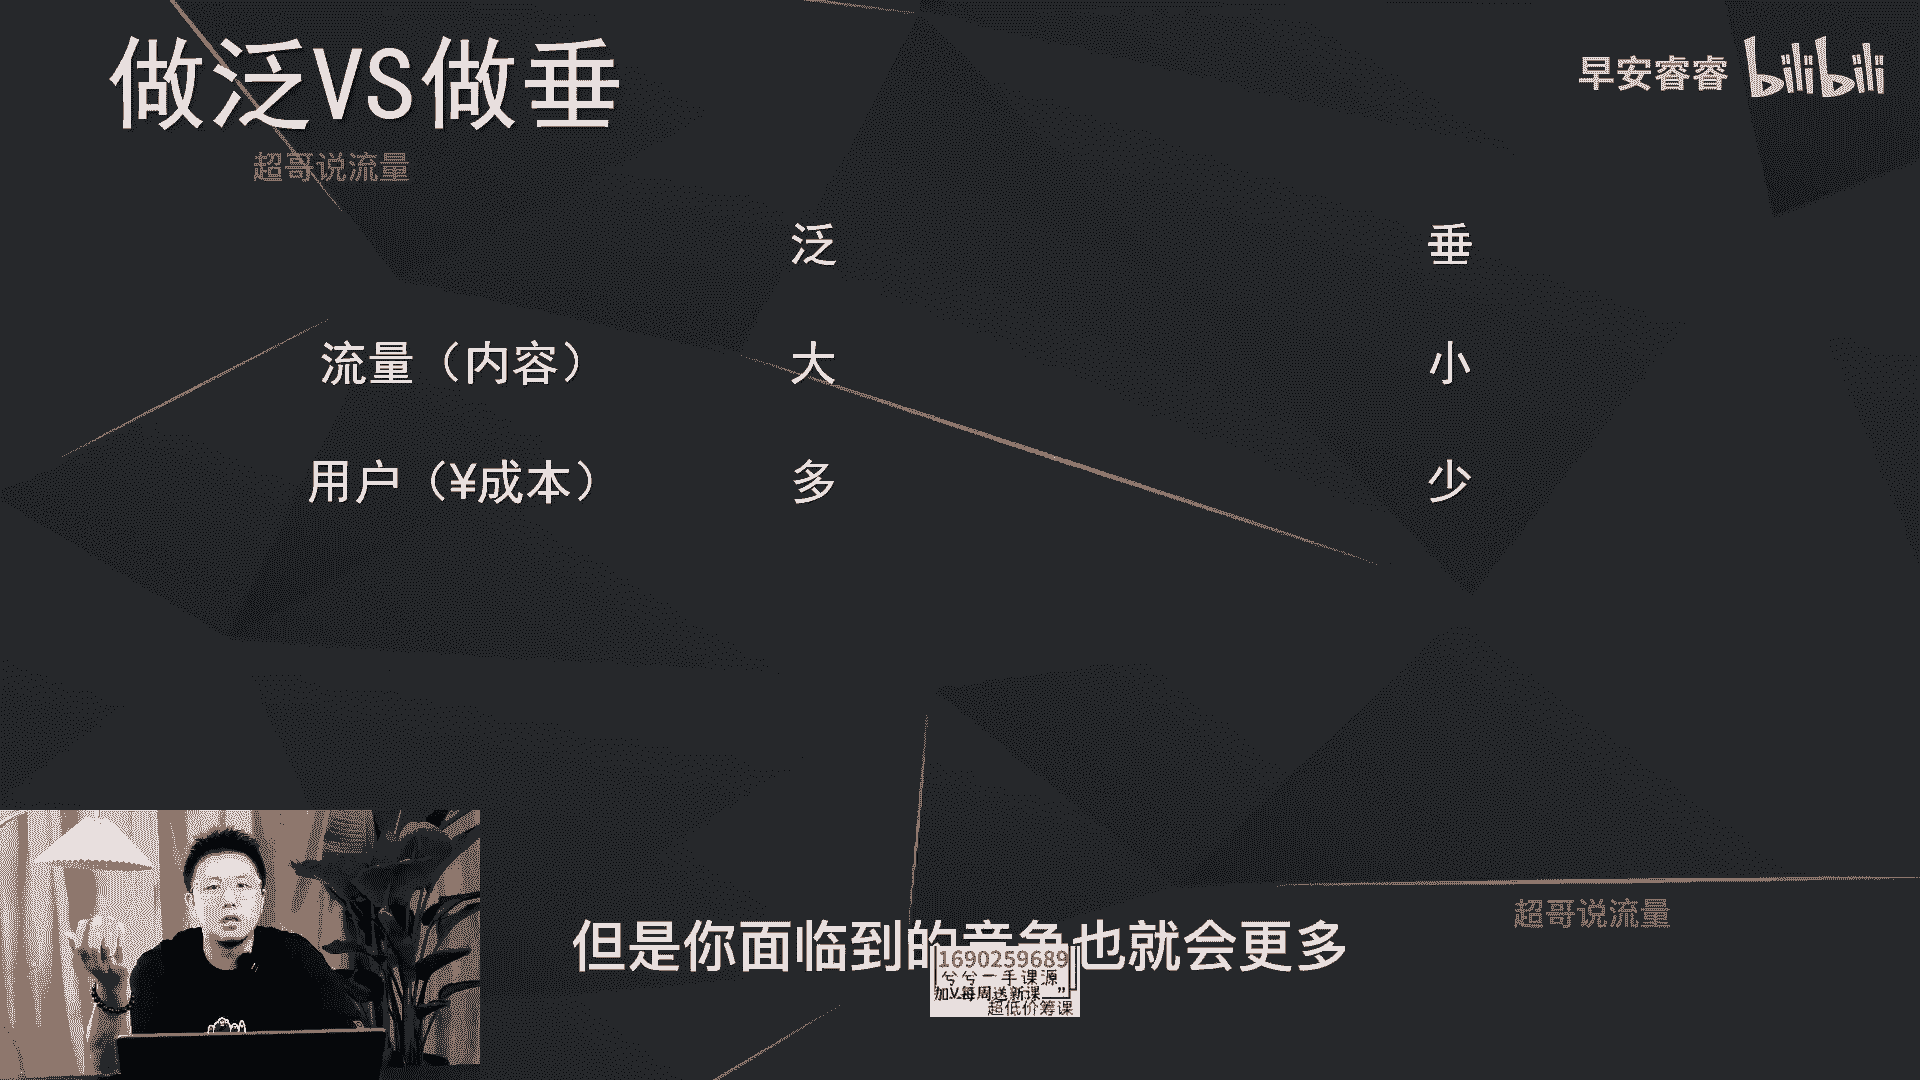 做泛VS做垂
早安睿睿 bilibili
超哥说流量
泛 垂
流量（内容） 大 小
用户（¥成本） 多 少
超哥说流量
但是你面临到的竞争也就会更多
1690259689
兮兮一手课源
加V每周送新课
超低价筹课